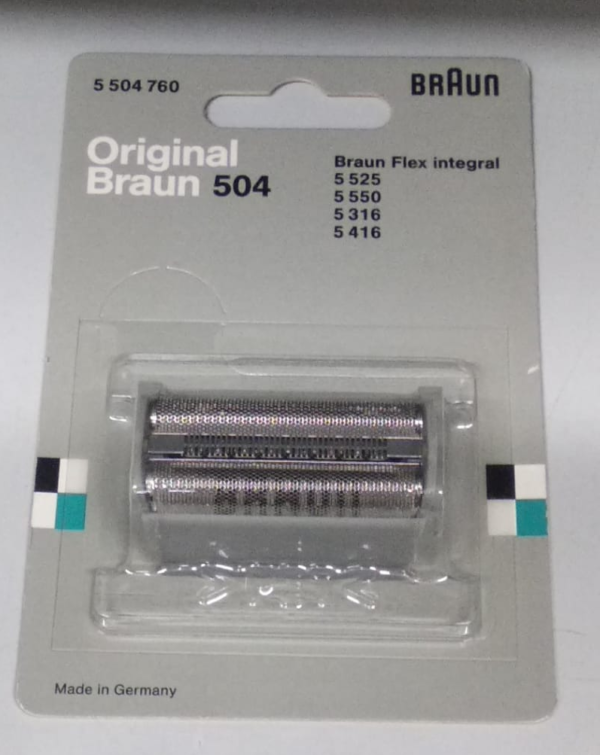 5 504 760
BRAUN
Original
Braun 504
Braun Flex integral
5 525
5 550
5 316
5 416
BRAUN
Made in Germany